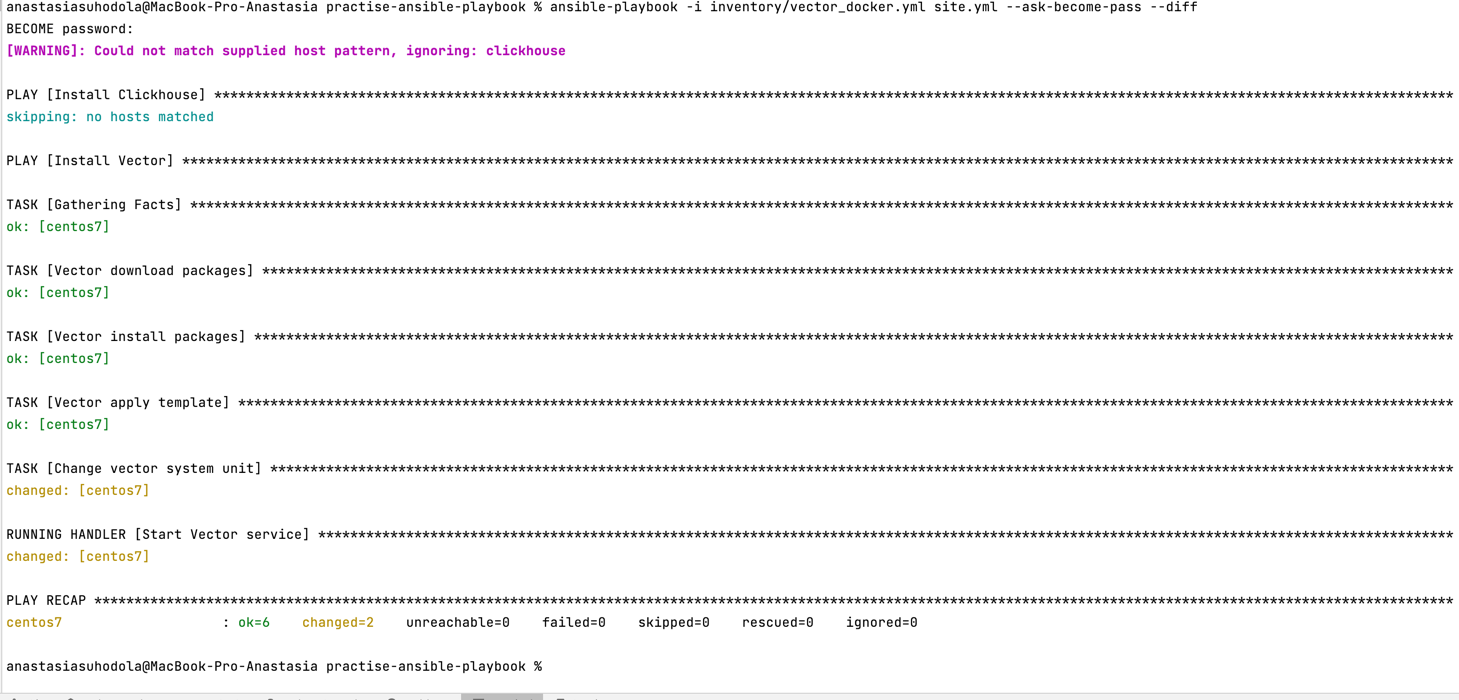 anastasiasuhodola@MacBook-Pro-Anastasia practise-ansible-playbook % ansible-playbook -i inventory/vector_docker.yml site.yml --ask-become-pass --diff
BECOME password:
[WARNING]: Could not match supplied host pattern, ignoring: clickhouse
PLAY [Install Clickhouse] ***********************************************************************************************************************************************************
skipping: no hosts matched
PLAY [Install Vector] ***************************************************************************************************************************************************************
TASK [Gathering Facts] **************************************************************************************************************************************************************
ok: [centos7]
TASK [Vector download packages] *****************************************************************************************************************************************************
ok: [centos7]
TASK [Vector install packages] ******************************************************************************************************************************************************
ok: [centos7]
TASK [Vector apply template] ********************************************************************************************************************************************************
ok: [centos7]
TASK [Change vector system unit] ****************************************************************************************************************************************************
changed: [centos7]
RUNNING HANDLER [Start Vector service] **********************************************************************************************************************************************
changed: [centos7]
PLAY RECAP **************************************************************************************************************************************************************************
centos7                    : ok=6    changed=2    unreachable=0    failed=0    skipped=0    rescued=0    ignored=0
anastasiasuhodola@MacBook-Pro-Anastasia practise-ansible-playbook %